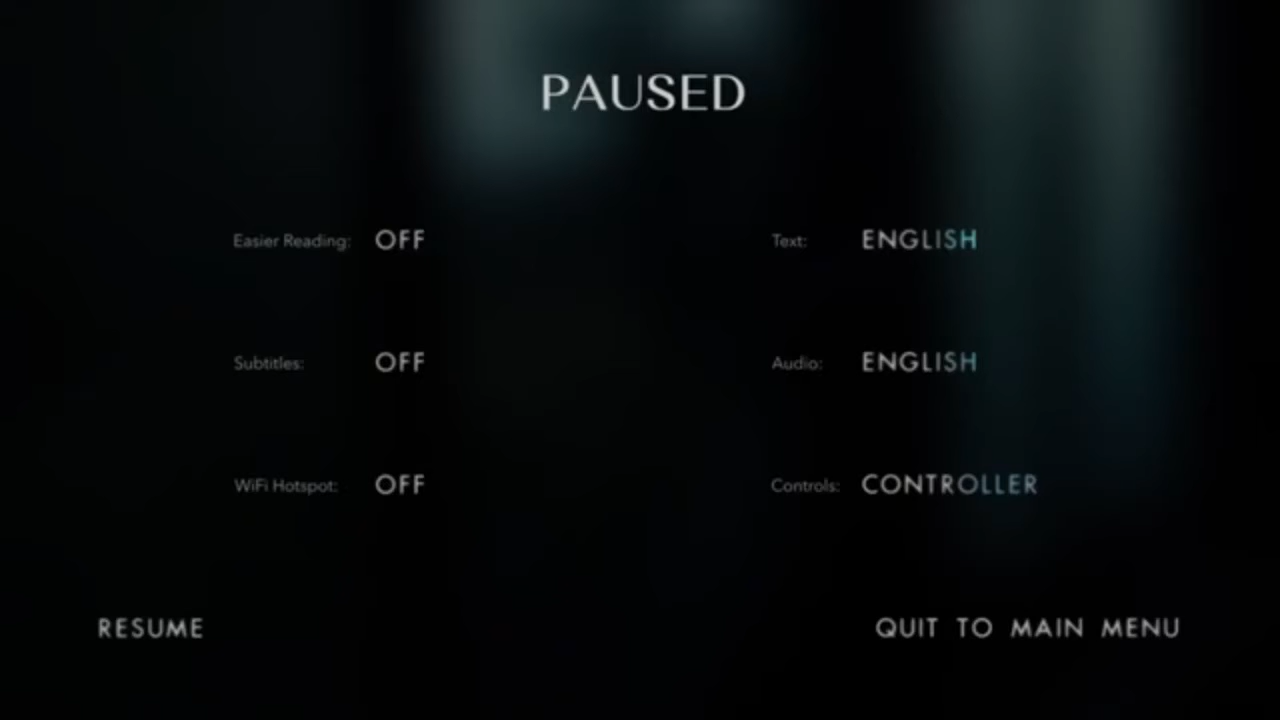 PAUSED
Easier Reading: OFF
Text: ENGLISH
Subtitles: OFF
Audio: ENGLISH
WiFi Hotspot: OFF
Controls: CONTROLLER
RESUME
QUIT TO MAIN MENU